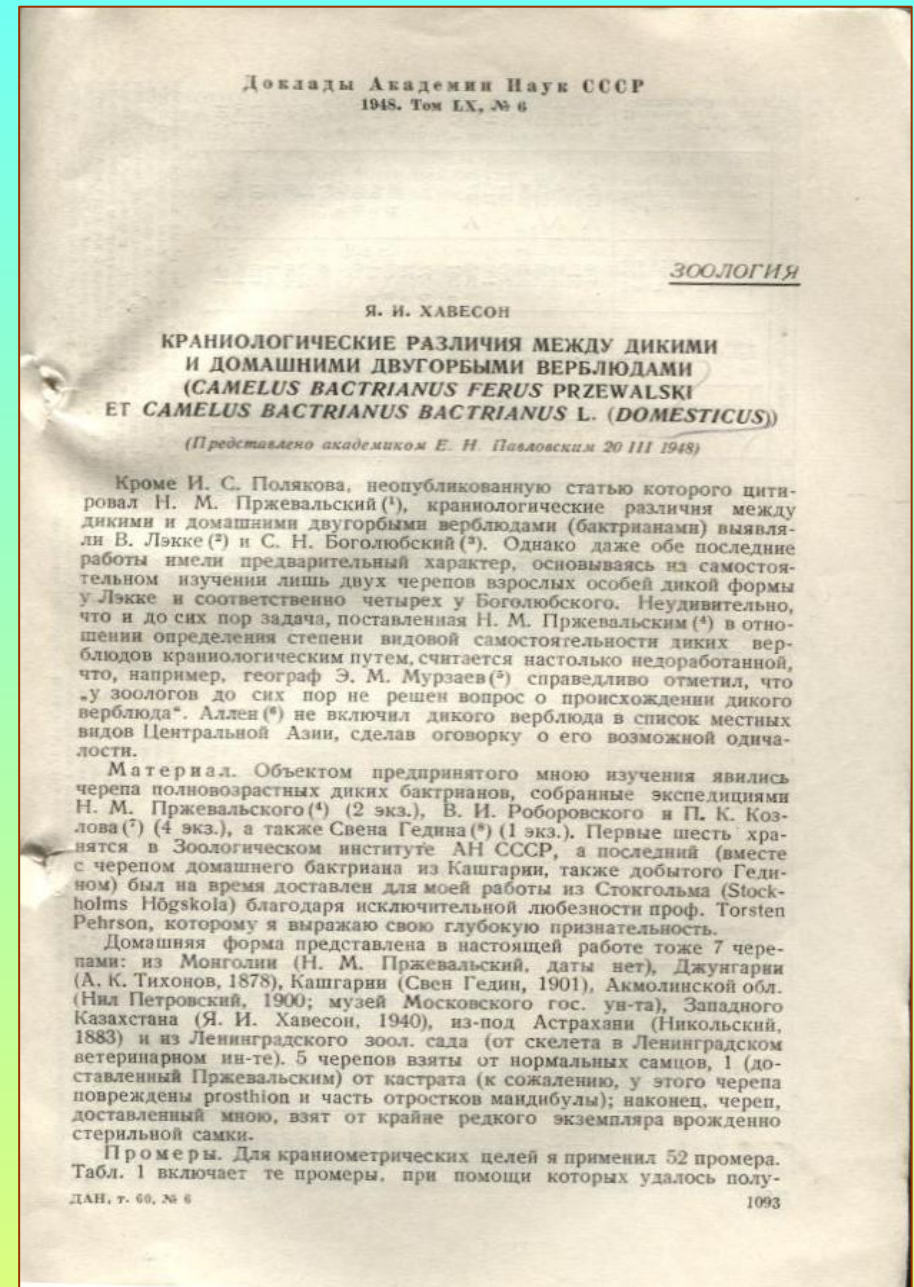 Доклады Академии Наук СССР
1948. Том LX, № 6
ЗООЛОГИЯ
Я. И. ХАВЕСОН
КРАНИОЛОГИЧЕСКИЕ РАЗЛИЧИЯ МЕЖДУ ДИКИМИ
И ДОМАШНИМИ ДВУГОРБЫМИ ВЕРБЛЮДАМИ
(CAMELUS BACTRIANUS FERUS PRZEWALSKI
ET CAMELUS BACTRIANUS BACTRIANUS L. (DOMESTICUS))
(Представлено академиком Е. Н. Павловским 20 III 1948)
Кроме И. С. Полякова, неопубликованную статью которого цити-
ровал Н. М. Пржевальский (¹), краниологические различия между
дикими и домашними двугорбыми верблюдами (бактрианами) выявля-
ли В. Лэкке (²) и С. Н. Боголюбский (³). Однако даже обе последние
работы имели предварительный характер, основываясь на самостоя-
тельном изучении лишь двух черепов взрослых особей дикой формы
у Лэкке и соответственно четырех у Боголюбского. Неудивительно,
что и до сих пор задача, поставленная Н. М. Пржевальским (⁴) в отно-
шении определения степени видовой самостоятельности диких вер-
блюдов краниологическим путем, считается настолько недоработанной,
что, например, географ Э. М. Мурзаев (⁵) справедливо отметил, что
„у зоологов до сих пор не решен вопрос о происхождении дикого
верблюда“. Аллен (⁶) не включил дикого верблюда в список местных
видов Центральной Азии, сделав оговорку о его возможной одича-
лости.
Материал. Объектом предпринятого мною изучения явились
черепа полновозрастных диких бактрианов, собранные экспедициями
Н. М. Пржевальского (⁴) (2 экз.), В. И. Роборовского и П. К. Коз-
лова (⁷) (4 экз.), а также Свена Гедина (⁸) (1 экз.). Первые шесть хра-
нятся в Зоологическом институте АН СССР, а последний (вместе
с черепом домашнего бактриана из Кашгарии, также добытого Геди-
ном) был на время доставлен для моей работы из Стокгольма (Stock-
holms Högskola) благодаря исключительной любезности проф. Torsten
Pehrson, которому я выражаю свою глубокую признательность.
Домашняя форма представлена в настоящей работе тоже 7 чере-
пами: из Монголии (Н. М. Пржевальский, даты нет), Джунгарии
(А. К. Тихонов, 1878), Кашгарии (Свен Гедин, 1901), Акмолинской обл.
(Нил Петровский, 1900; музей Московского гос. ун-та), Западного
Казахстана (Я. И. Хавесон, 1940), из-под Астрахани (Никольский,
1883) и из Ленинградского зоол. сада (от скелета в Ленинградском
ветеринарном ин-те). 5 черепов взяты от нормальных самцов, 1 (до-
ставленный Пржевальским) от кастрата (к сожалению, у этого черепа
повреждены prosthion и часть отростков мандибулы); наконец, череп,
доставленный мною, взят от крайне редкого экземпляра врожденно
стерильной самки.
Промеры. Для краниометрических целей я применил 52 промера.
Табл. 1 включает те промеры, при помощи которых удалось полу-
ДАН, т. 60, № 6
1093